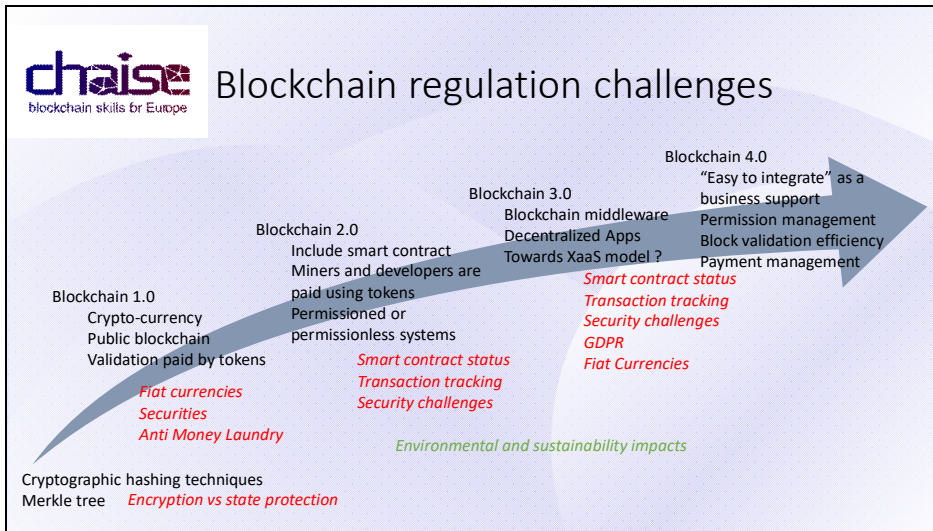 chaise
blockchain skills for Europe
Blockchain regulation challenges
Blockchain 4.0
“Easy to integrate” as a
business support
Permission management
Block validation efficiency
Payment management
Blockchain 3.0
Blockchain middleware
Decentralized Apps
Towards XaaS model ?
Smart contract status
Transaction tracking
Security challenges
GDPR
Fiat Currencies
Blockchain 2.0
Include smart contract
Miners and developers are
paid using tokens
Permissioned or
permissionless systems
Smart contract status
Transaction tracking
Security challenges
Blockchain 1.0
Crypto-currency
Public blockchain
Validation paid by tokens
Fiat currencies
Securities
Anti Money Laundry
Environmental and sustainability impacts
Cryptographic hashing techniques
Merkle tree Encryption vs state protection